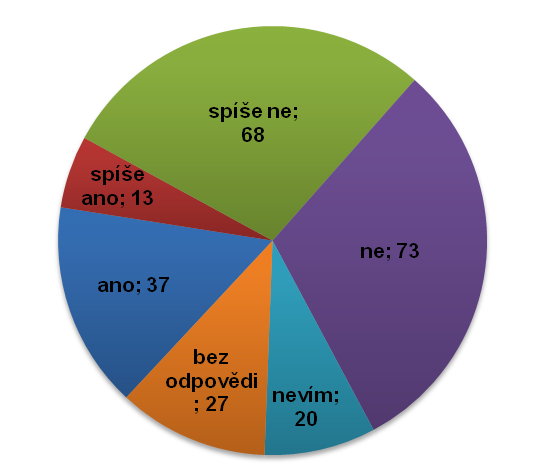 spíše ne;
68
spíše
ano; 13
ne; 73
ano; 37
bez
odpovědi
; 27
nevím;
20